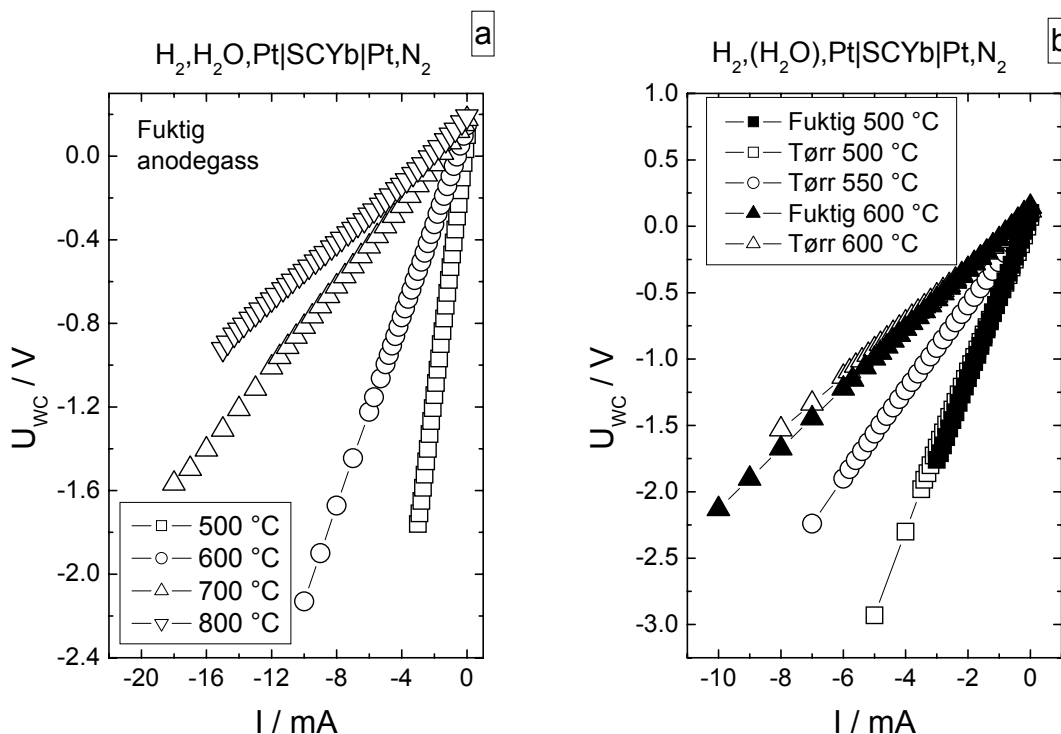 a
H₂,H₂O,Pt|SCYb|Pt,N₂
Fuktig
anodegass
0.0
-0.4
-0.8
-1.2
-1.6
-2.0
-2.4
U_WC / V
500 °C
600 °C
700 °C
800 °C
-20 -16 -12 -8 -4 0
I / mA
b
H₂,(H₂O),Pt|SCYb|Pt,N₂
Fuktig 500 °C
Tørr 500 °C
Tørr 550 °C
Fuktig 600 °C
Tørr 600 °C
1.0
0.5
0.0
-0.5
-1.0
-1.5
-2.0
-2.5
-3.0
U_WC / V
-10 -8 -6 -4 -2 0
I / mA